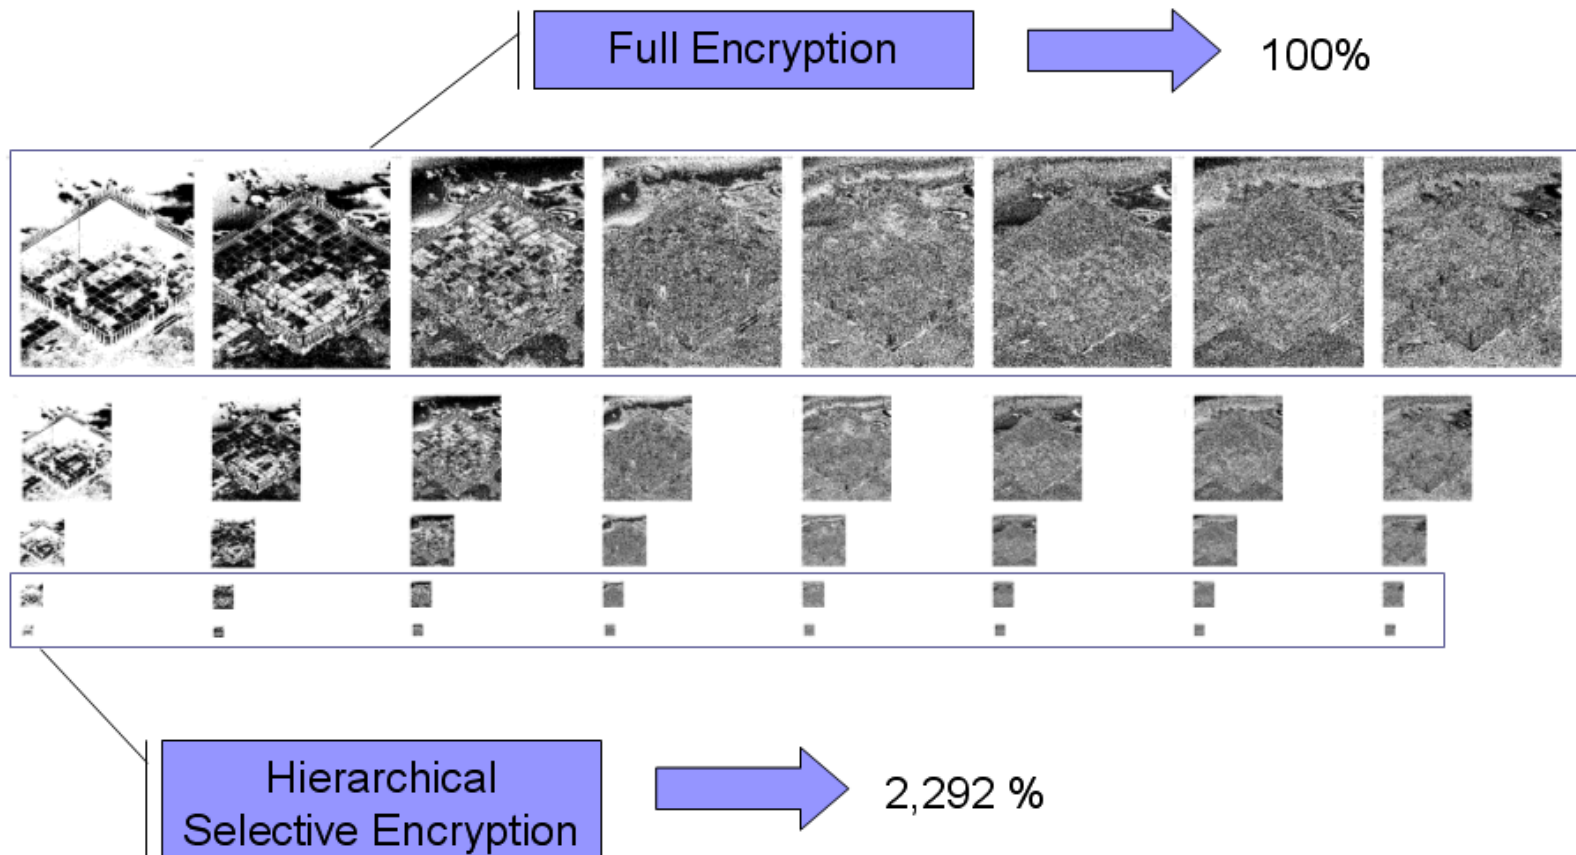 Full Encryption
100%
Hierarchical
Selective Encryption
2,292 %